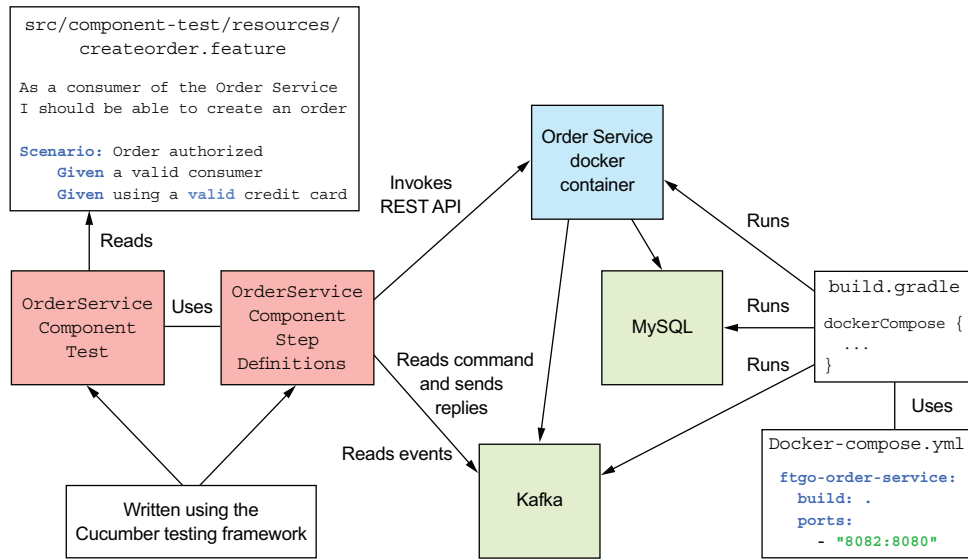 src/component-test/resources/
createorder.feature
As a consumer of the Order Service
I should be able to create an order
Scenario: Order authorized
Given a valid consumer
Given using a valid credit card
Reads
OrderService
Component
Test
Uses
OrderService
Component
Step
Definitions
Written using the
Cucumber testing framework
Invokes
REST API
Reads command
and sends
replies
Reads events
Order Service
docker
container
MySQL
Kafka
Runs
Runs
Runs
build.gradle
dockerCompose {
...
}
Uses
Docker-compose.yml
ftgo-order-service:
build: .
ports:
- "8082:8080"